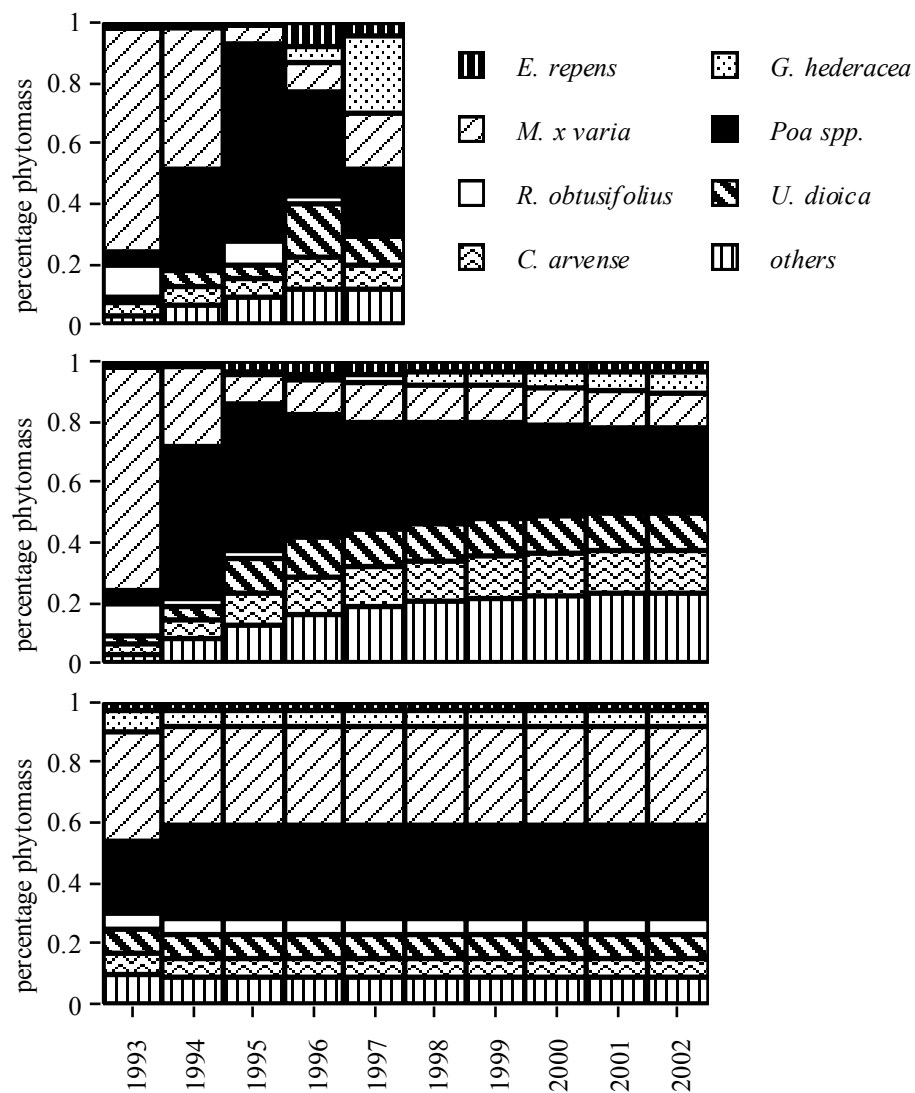 percentage phytomass
1
0.8
0.6
0.4
0.2
0
E. repens
G. hederacea
M. x varia
Poa spp.
R. obtusifolius
U. dioica
C. arvense
others
percentage phytomass
1
0.8
0.6
0.4
0.2
0
percentage phytomass
1
0.8
0.6
0.4
0.2
0
1993
1994
1995
1996
1997
1998
1999
2000
2001
2002